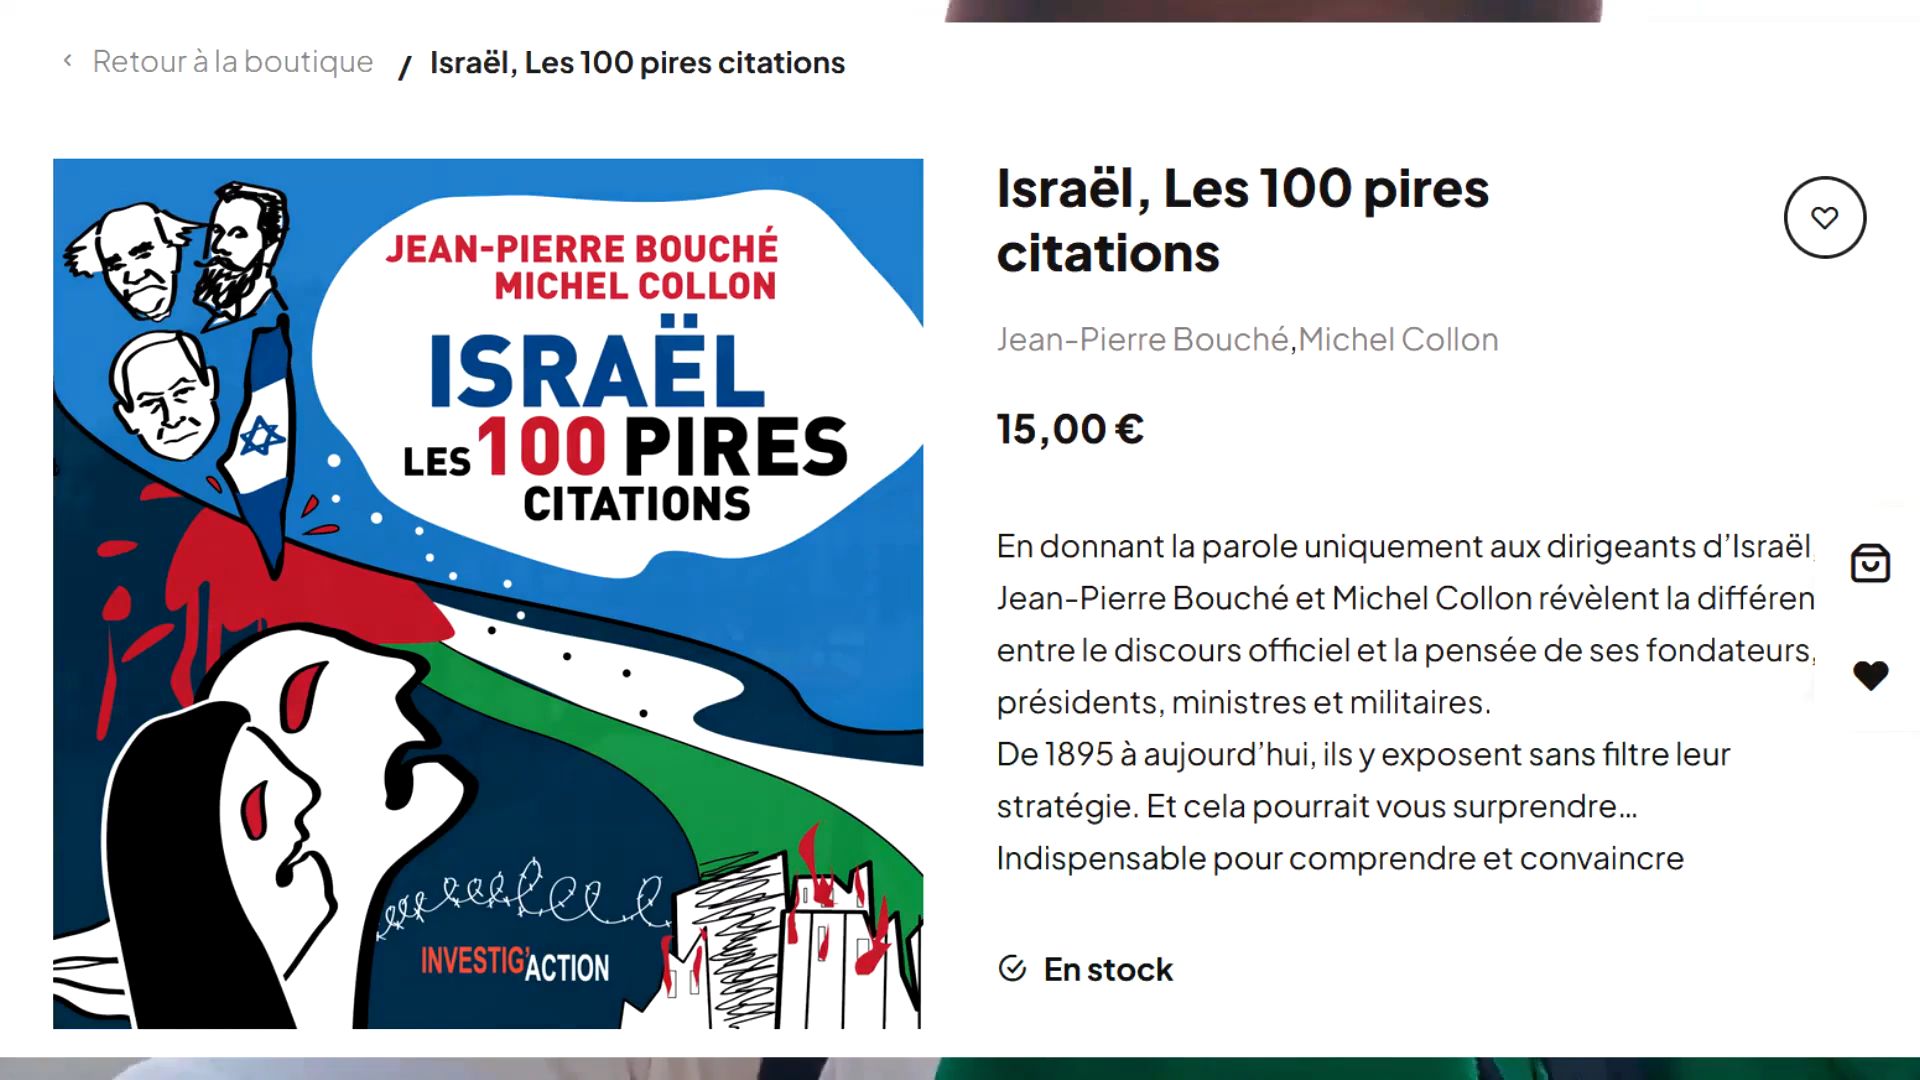 Retour à la boutique / Israël, Les 100 pires citations
JEAN-PIERRE BOUCHÉ
MICHEL COLLON
ISRAËL
LES 100 PIRES
CITATIONS
INVESTIG'ACTION
Israël, Les 100 pires
citations
Jean-Pierre Bouché,Michel Collon
15,00 €
En donnant la parole uniquement aux dirigeants d’Israël,
Jean-Pierre Bouché et Michel Collon révèlent la différen
entre le discours officiel et la pensée de ses fondateurs,
présidents, ministres et militaires.
De 1895 à aujourd’hui, ils y exposent sans filtre leur
stratégie. Et cela pourrait vous surprendre...
Indispensable pour comprendre et convaincre
En stock